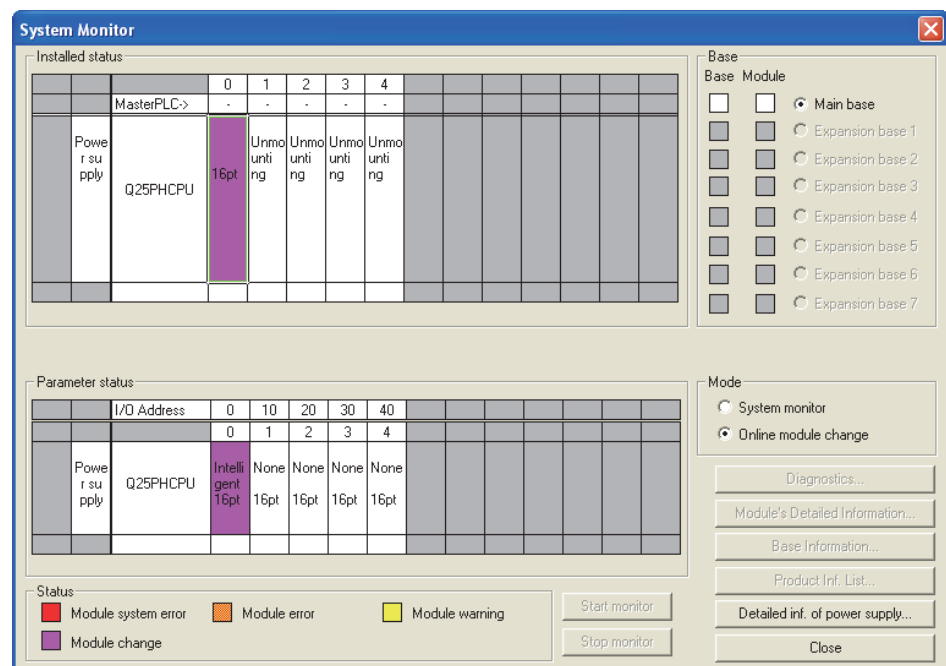 System Monitor
Installed status
0 1 2 3 4
MasterPLC-> - - - - -
Powe
r su
pply
Q25PHCPU
16pt
Unmo
unti
ng
Unmo
unti
ng
Unmo
unti
ng
Unmo
unti
ng
Base
Base Module
Main base
Expansion base 1
Expansion base 2
Expansion base 3
Expansion base 4
Expansion base 5
Expansion base 6
Expansion base 7
Parameter status
I/O Address 0 10 20 30 40
0 1 2 3 4
Powe
r su
pply
Q25PHCPU
Intelli
gent
16pt
None
16pt
None
16pt
None
16pt
None
16pt
Mode
System monitor
Online module change
Diagnostics...
Module's Detailed Information...
Base Information...
Product Inf. List...
Detailed inf. of power supply...
Close
Status
Module system error
Module error
Module warning
Module change
Start monitor
Stop monitor